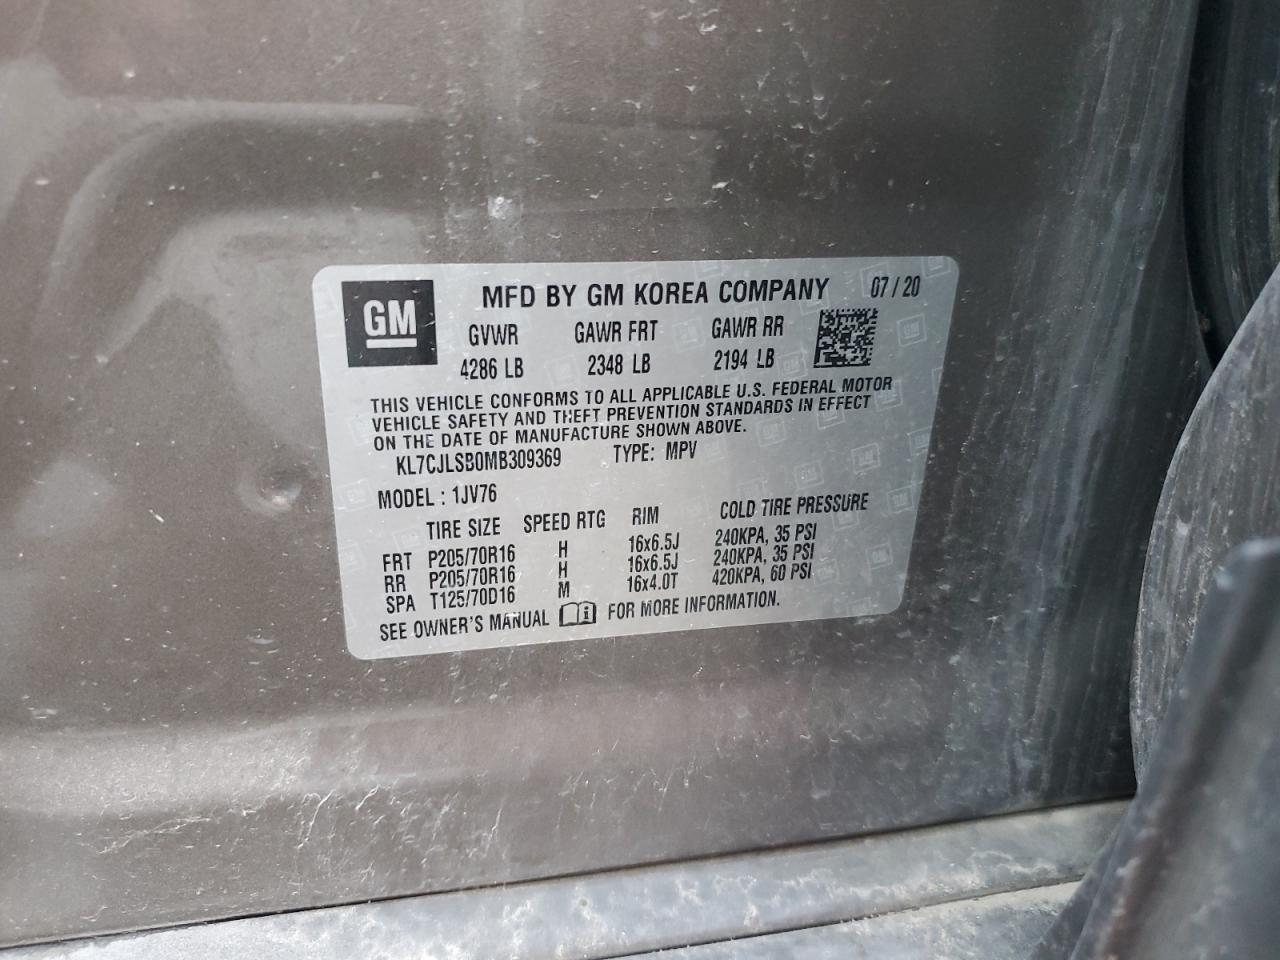 GM
MFD BY GM KOREA COMPANY 07 / 20
GVWR GAWR FRT GAWR RR
4286 LB 2348 LB 2194 LB
THIS VEHICLE CONFORMS TO ALL APPLICABLE U.S. FEDERAL MOTOR
VEHICLE SAFETY AND THEFT PREVENTION STANDARDS IN EFFECT
ON THE DATE OF MANUFACTURE SHOWN ABOVE.
KL7CJLSB0MB309369 TYPE: MPV
MODEL : 1JV76
TIRE SIZE SPEED RTG RIM COLD TIRE PRESSURE
FRT P205/70R16 H 16x6.5J 240KPA, 35 PSI
RR P205/70R16 H 16x6.5J 240KPA, 35 PSI
SPA T125/70D16 M 16x4.0T 420KPA, 60 PSI
SEE OWNER'S MANUAL FOR MORE INFORMATION.